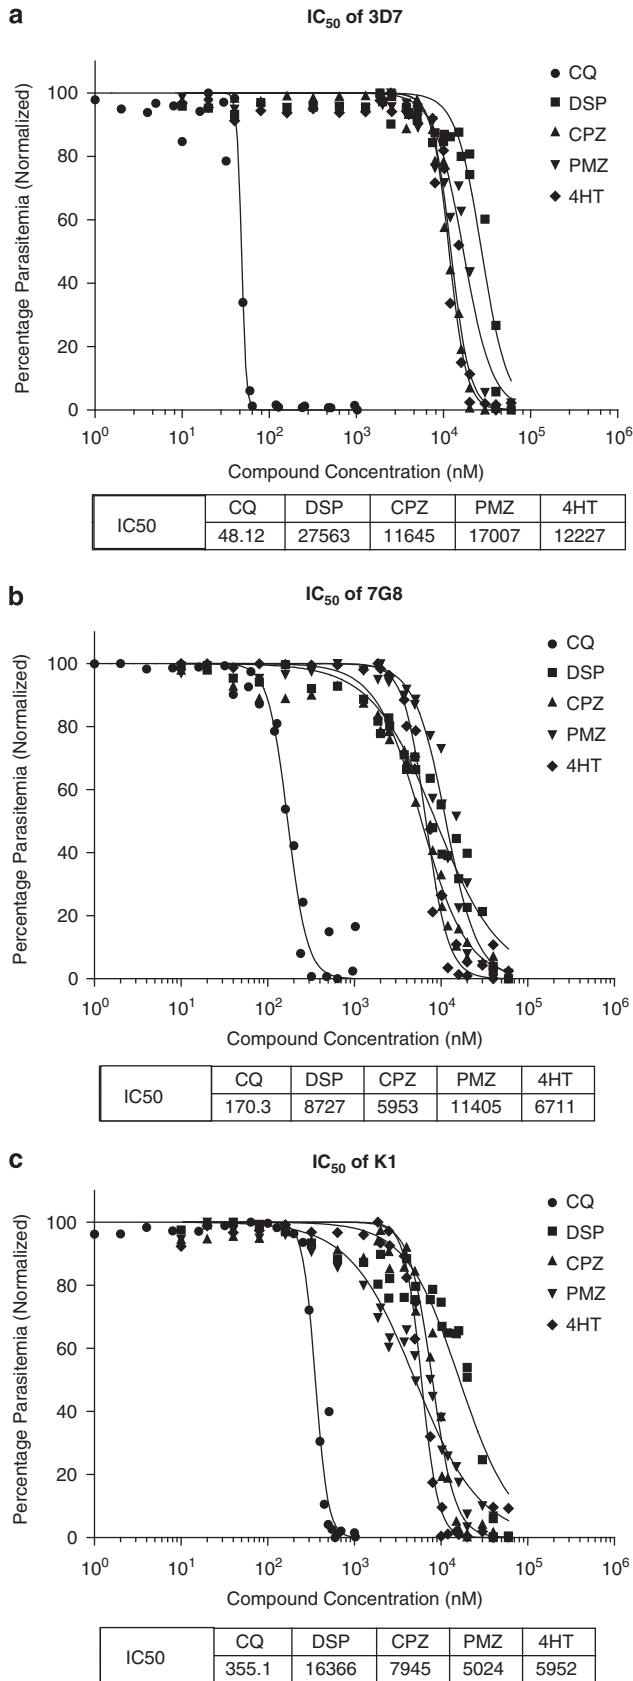 a
IC50 of 3D7
Percentage Parasitemia (Normalized)
100
80
60
40
20
0
CQ
DSP
CPZ
PMZ
4HT
10^0 10^1 10^2 10^3 10^4 10^5 10^6
Compound Concentration (nM)
IC50 CQ DSP CPZ PMZ 4HT
48.12 27563 11645 17007 12227
b
IC50 of 7G8
Percentage Parasitemia (Normalized)
100
80
60
40
20
0
CQ
DSP
CPZ
PMZ
4HT
10^0 10^1 10^2 10^3 10^4 10^5 10^6
Compound Concentration (nM)
IC50 CQ DSP CPZ PMZ 4HT
170.3 8727 5953 11405 6711
c
IC50 of K1
Percentage Parasitemia (Normalized)
100
80
60
40
20
0
CQ
DSP
CPZ
PMZ
4HT
10^0 10^1 10^2 10^3 10^4 10^5 10^6
Compound Concentration (nM)
IC50 CQ DSP CPZ PMZ 4HT
355.1 16366 7945 5024 5952